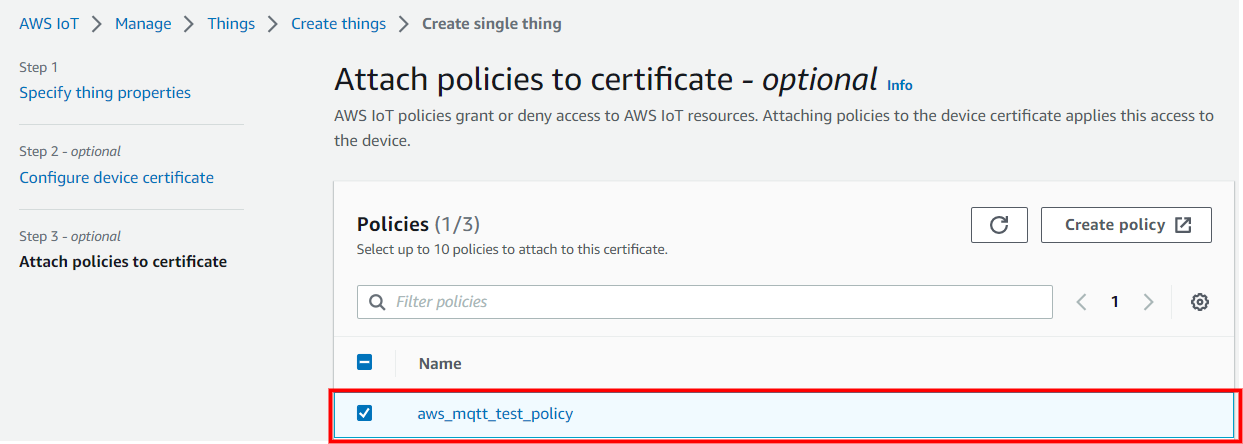 AWS IoT > Manage > Things > Create things > Create single thing
Step 1
Specify thing properties
Step 2 - optional
Configure device certificate
Step 3 - optional
Attach policies to certificate
Attach policies to certificate - optional Info
AWS IoT policies grant or deny access to AWS IoT resources. Attaching policies to the device certificate applies this access to
the device.
Policies (1/3)
Select up to 10 policies to attach to this certificate.
Create policy
Filter policies
1
Name
aws_mqtt_test_policy